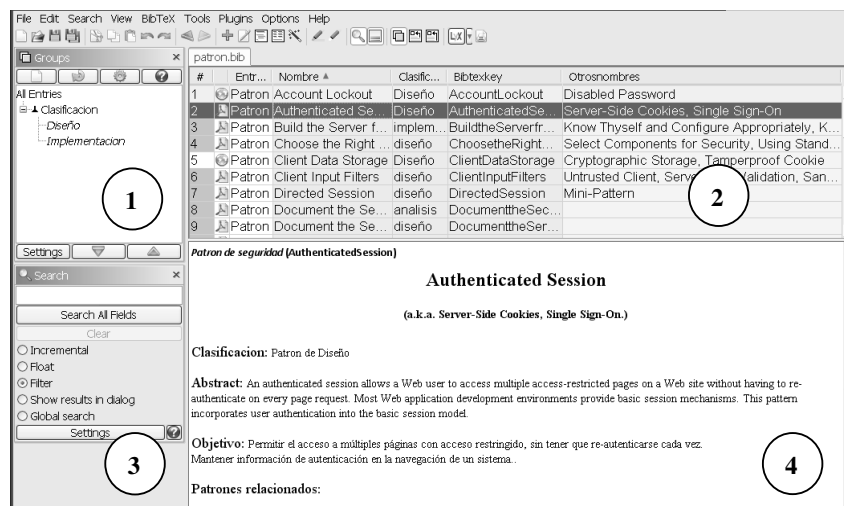 File Edit Search View BibTeX Tools Plugins Options Help
Groups
All Entries
Clasificacion
Diseño
Implementacion
1
Settings
Search
Search All Fields
Clear
Incremental
Float
Filter
Show results in dialog
Global search
Settings
3
patron.bib
# Entr... Nombre Clasific... Bibtexkey Otrosnombres
1 Patron Account Lockout Diseño AccountLockout Disabled Password
2 Patron Authenticated Se... Diseño AuthenticatedSe... Server-Side Cookies, Single Sign-On
3 Patron Build the Server f... implem... BuildtheServerfr... Know Thyself and Configure Appropriately, K...
4 Patron Choose the Right ... diseño ChoosetheRight... Select Components for Security, Using Stand...
5 Patron Client Data Storage Diseño ClientDataStorage Cryptographic Storage, Tamperproof Cookie
6 Patron Client Input Filters diseño ClientInputFilters Untrusted Client, San...
7 Patron Directed Session diseño DirectedSession Mini-Pattern
8 Patron Document the Se... analisis DocumenttheSec...
9 Patron Document the Se... diseño DocumenttheSer...
2
Patron de seguridad (AuthenticatedSession)
Authenticated Session
(a.k.a. Server-Side Cookies, Single Sign-On.)
Clasificacion: Patron de Diseño
Abstract: An authenticated session allows a Web user to access multiple access-restricted pages on a Web site without having to re-
authenticate on every page request. Most Web application development environments provide basic session mechanisms. This pattern
incorporates user authentication into the basic session model.
Objetivo: Permitir el acceso a múltiples páginas con acceso restringido, sin tener que re-autenticarse cada vez.
Mantener información de autenticación en la navegación de un sistema..
Patrones relacionados:
4